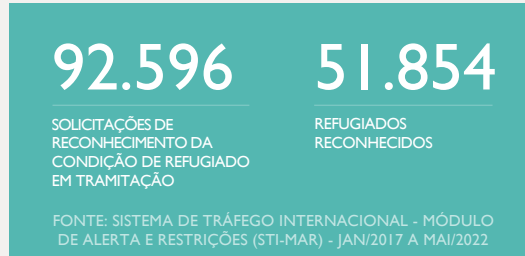 92.596
SOLICITAÇÕES DE
RECONHECIMENTO DA
CONDIÇÃO DE REFUGIADO
EM TRAMITAÇÃO
51.854
REFUGIADOS
RECONHECIDOS
FONTE: SISTEMA DE TRÁFEGO INTERNACIONAL - MÓDULO
DE ALERTA E RESTRIÇÕES (STI-MAR) - JAN/2017 A MAI/2022